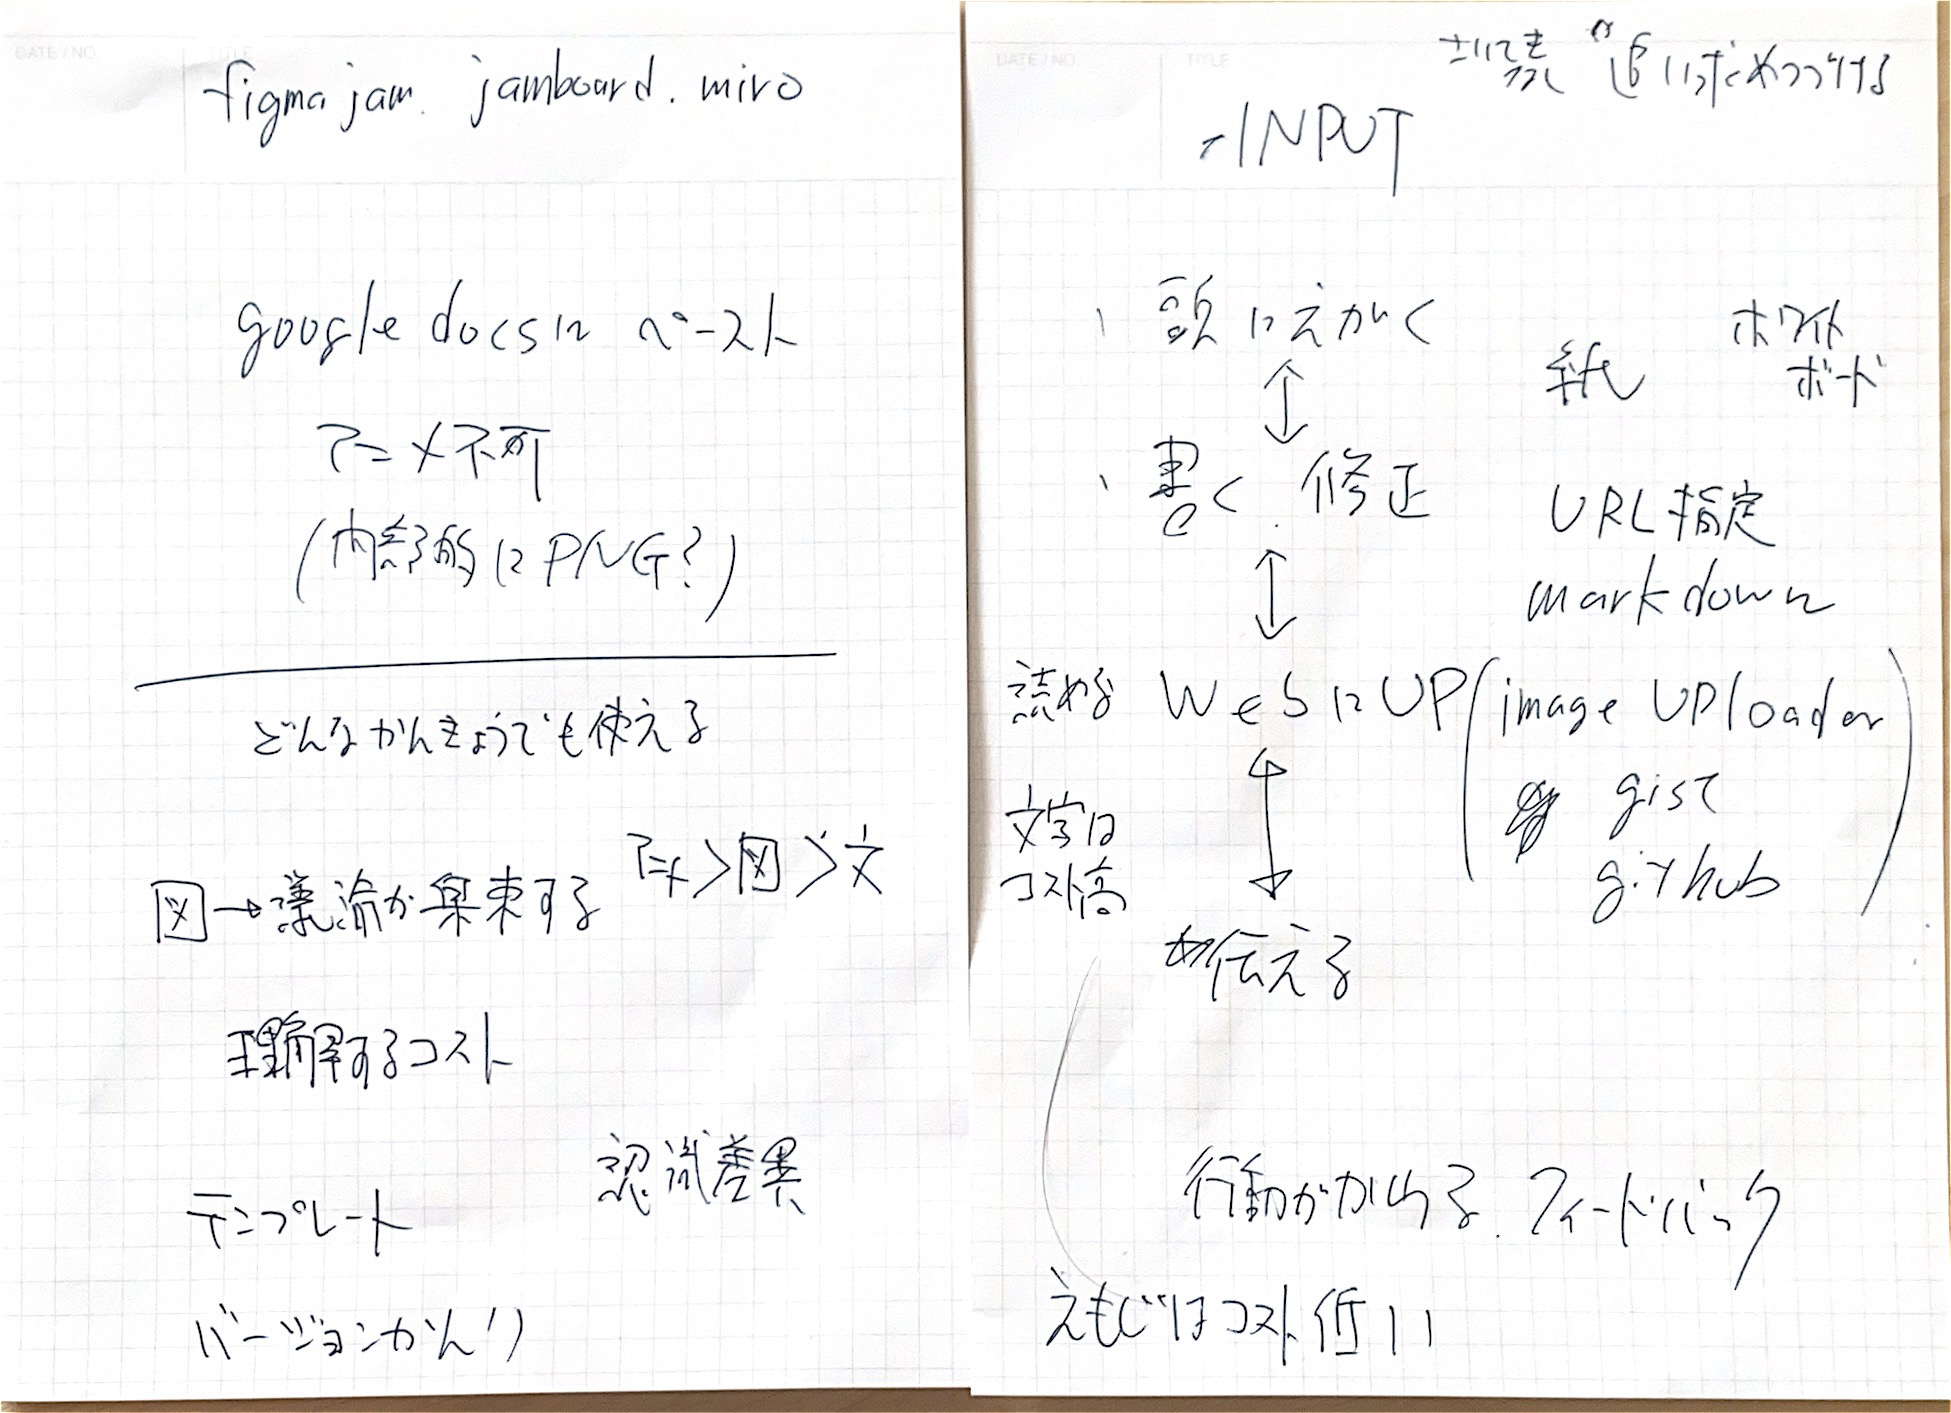 DATE / NO.
TITLE
figma jam. jamboard. miro
google docsに ペースト
アニメ不可
(内部的にPNG?)
どんなかんきょうでも使える
アニメ>図>文
図→議論が集束する
理解するコスト
認識差異
テンプレート
バージョンかんり
DATE / NO.
TITLE
追いつめつづける
-INPUT
、頭にえがく
紙
ホワイト
ボード
、書く. 修正
URL指定
markdown
読める WebにUP (image UPloader
gist
github)
文字は
コスト高
伝える
行動がかわる. フィードバック
えもじはコスト低い